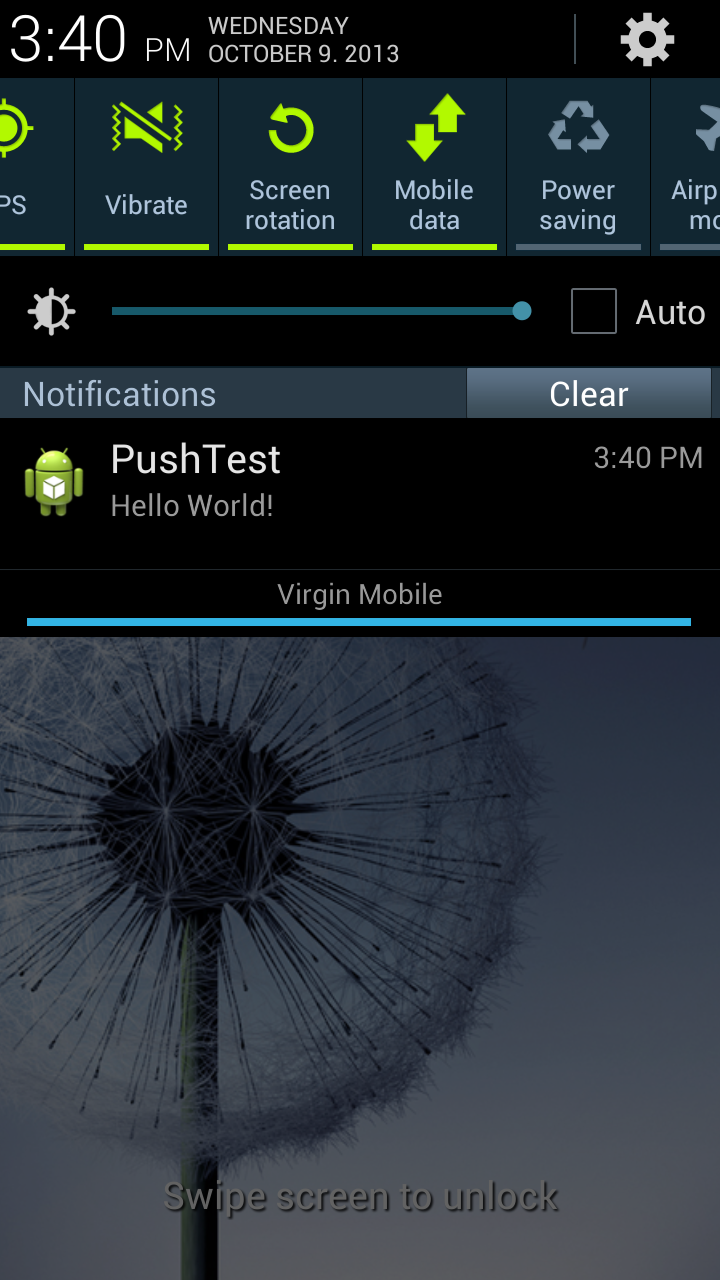 3:40 PM
WEDNESDAY
OCTOBER 9. 2013
PS
Vibrate
Screen
rotation
Mobile
data
Power
saving
Airp
mo
Auto
Notifications
Clear
PushTest
3:40 PM
Hello World!
Virgin Mobile
Swipe screen to unlock